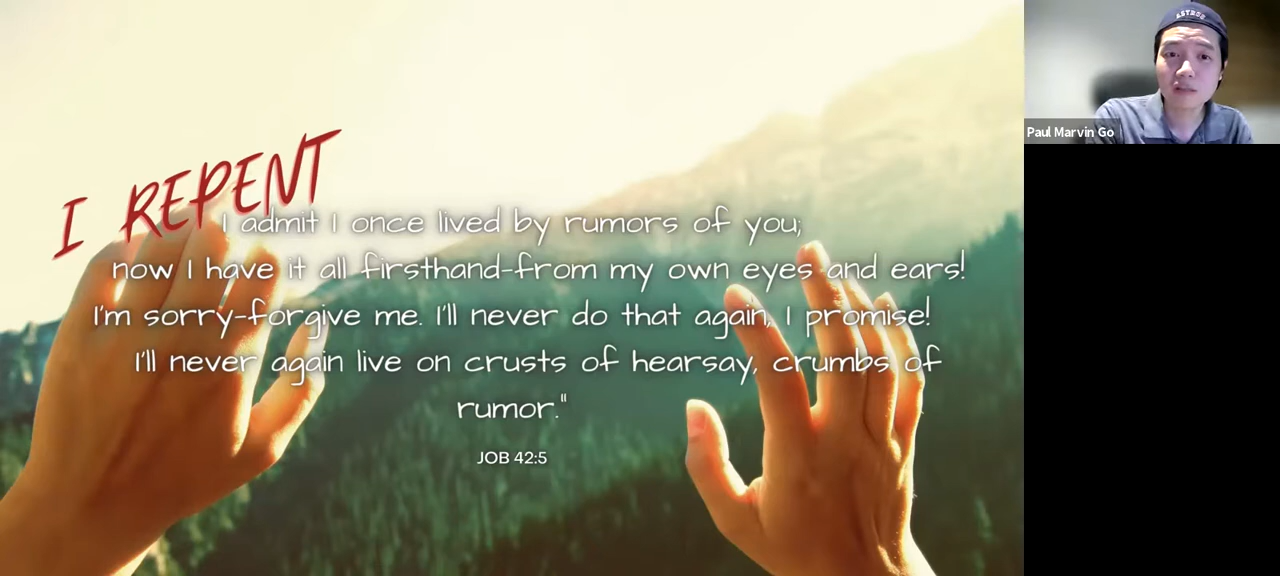 I REPENT
I admit I once lived by rumors of you;
now I have it all firsthand-from my own eyes and ears!
I'm sorry-forgive me. I'll never do that again, I promise!
I'll never again live on crusts of hearsay, crumbs of
rumor."
JOB 42:5
ASTROS
Paul Marvin Go